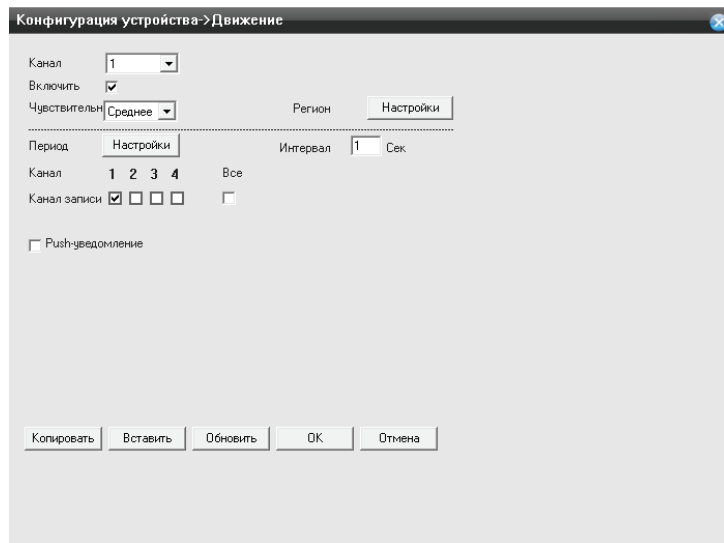 Конфигурация устройства->Движение
Канал 1
Включить
Чувствительн Среднее Регион Настройки
Период Настройки Интервал 1 Сек
Канал 1 2 3 4 Все
Канал записи
Push-уведомление
Копировать Вставить Обновить OK Отмена